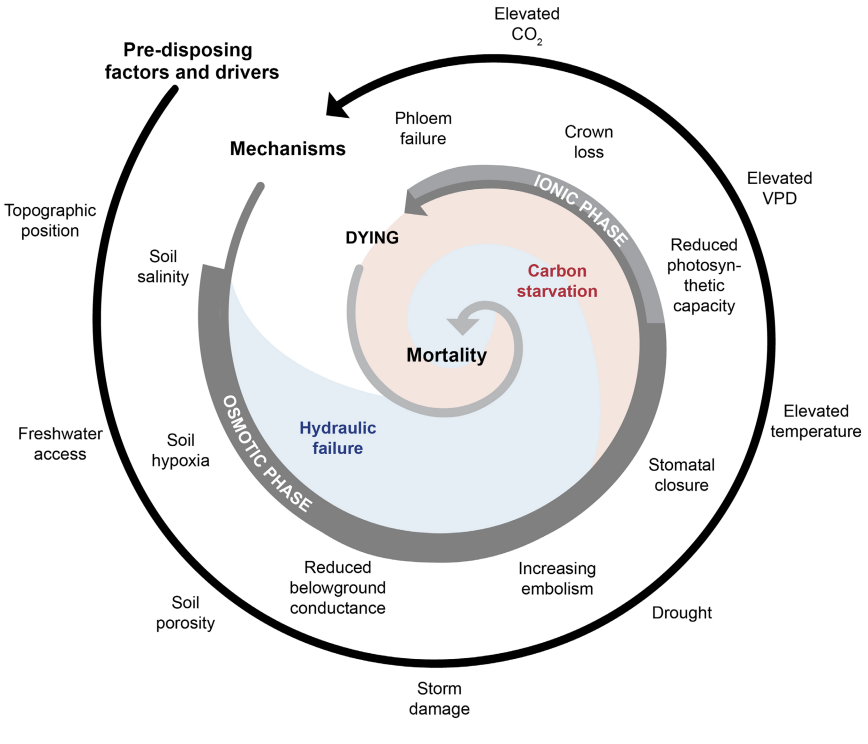 Elevated
CO2
Pre-disposing
factors and drivers
Phloem
failure
Crown
loss
Mechanisms
IONIC PHASE
Elevated
VPD
Topographic
position
DYING
Reduced
photosyn-
thetic
capacity
Soil
salinity
Carbon
starvation
Mortality
OSMOTIC PHASE
Hydraulic
failure
Freshwater
access
Soil
hypoxia
Elevated
temperature
Stomatal
closure
Reduced
belowground
conductance
Increasing
embolism
Soil
porosity
Drought
Storm
damage